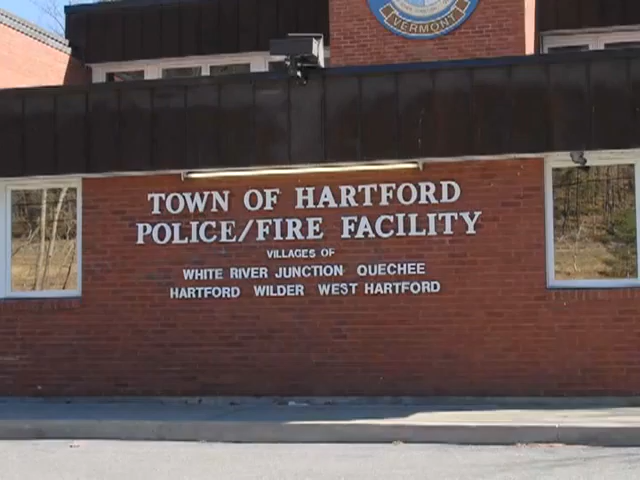 VERMONT
TOWN OF HARTFORD
POLICE/FIRE FACILITY
VILLAGES OF
WHITE RIVER JUNCTION QUECHEE
HARTFORD WILDER WEST HARTFORD